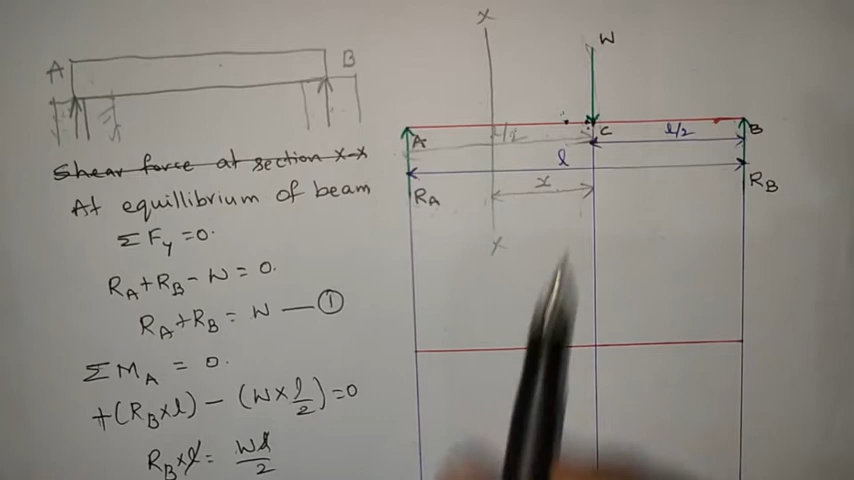 A B
Shear force at section x-x
At equillibrium of beam
ΣFy = 0.
RA+RB-W = 0.
RA+RB = W — ①
ΣMA = 0.
+(RB×l) - (W×l/2) = 0
RB×l = Wl/2
X
W
A C B
l/2 l/2
l
RA x RB
X